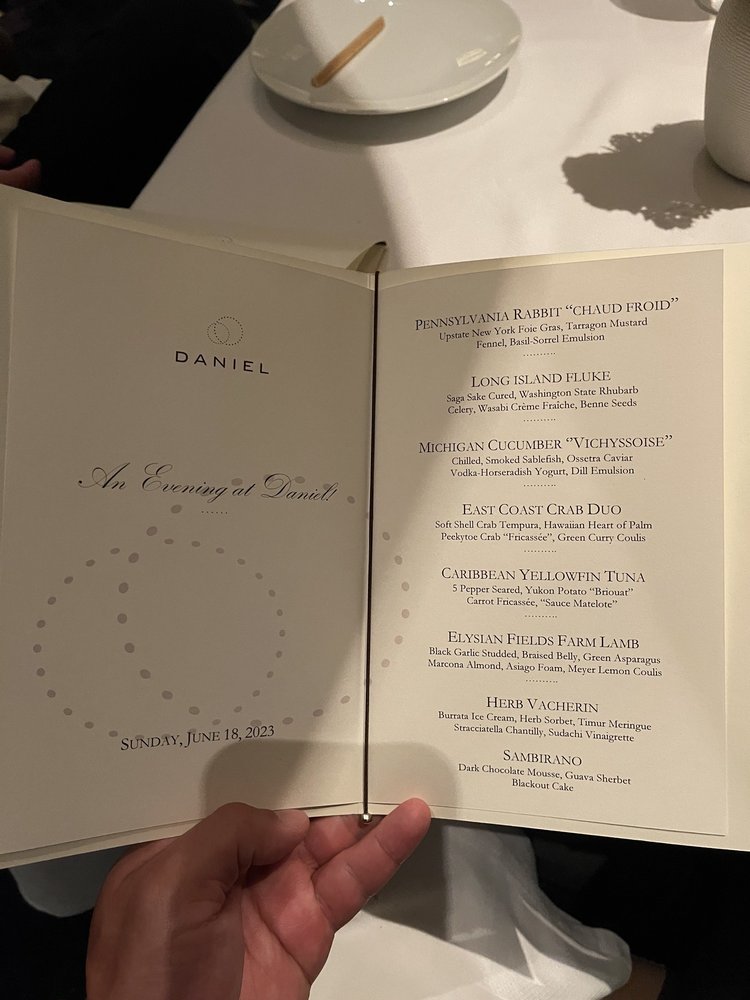 DANIEL
An Evening at Daniel!
SUNDAY, JUNE 18, 2023
PENNSYLVANIA RABBIT “CHAUD FROID”
Upstate New York Foie Gras, Tarragon Mustard
Fennel, Basil-Sorrel Emulsion
LONG ISLAND FLUKE
Saga Sake Cured, Washington State Rhubarb
Celery, Wasabi Crème Fraîche, Benne Seeds
MICHIGAN CUCUMBER “VICHYSSOISE”
Chilled, Smoked Sablefish, Ossetra Caviar
Vodka-Horseradish Yogurt, Dill Emulsion
EAST COAST CRAB DUO
Soft Shell Crab Tempura, Hawaiian Heart of Palm
Peekytoe Crab “Fricassée”, Green Curry Coulis
CARIBBEAN YELLOWFIN TUNA
5 Pepper Seared, Yukon Potato “Briouat”
Carrot Fricassée, “Sauce Matelote”
ELYSIAN FIELDS FARM LAMB
Black Garlic Studded, Braised Belly, Green Asparagus
Marcona Almond, Asiago Foam, Meyer Lemon Coulis
HERB VACHERIN
Burrata Ice Cream, Herb Sorbet, Timur Meringue
Stracciatella Chantilly, Sudachi Vinaigrette
SAMBIRANO
Dark Chocolate Mousse, Guava Sherbet
Blackout Cake